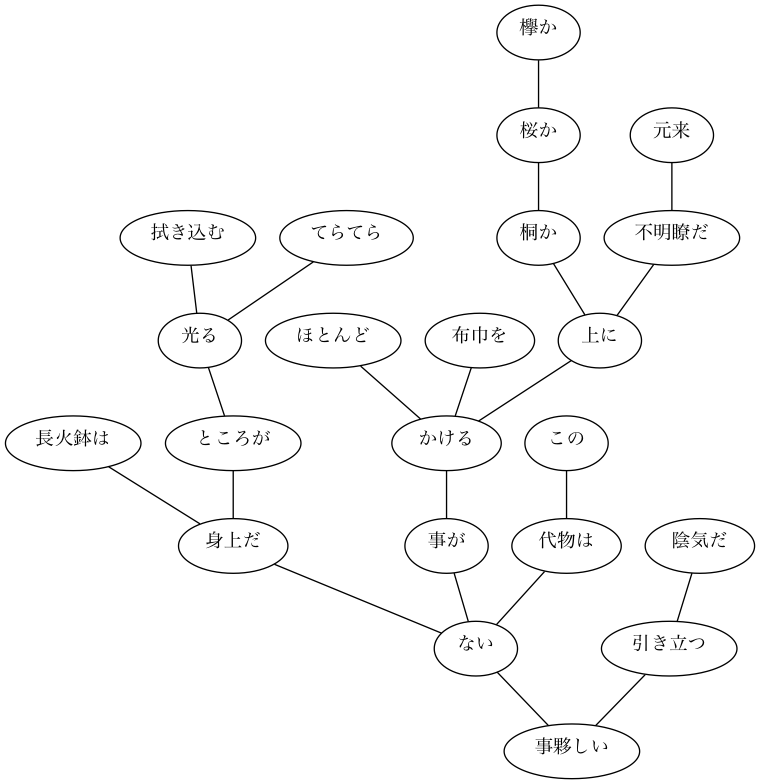 欅か
桜か
元来
拭き込む
てらてら
桐か
不明瞭だ
光る
ほとんど
布巾を
上に
長火鉢は
ところが
かける
この
身上だ
事が
代物は
陰気だ
ない
引き立つ
事夥しい